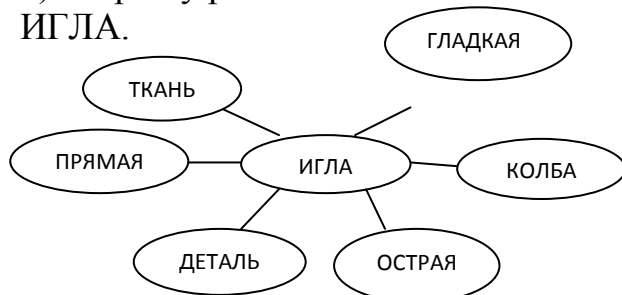 ИГЛА.
ГЛАДКАЯ
ТКАНЬ
ПРЯМАЯ
ИГЛА
КОЛБА
ДЕТАЛЬ
ОСТРАЯ